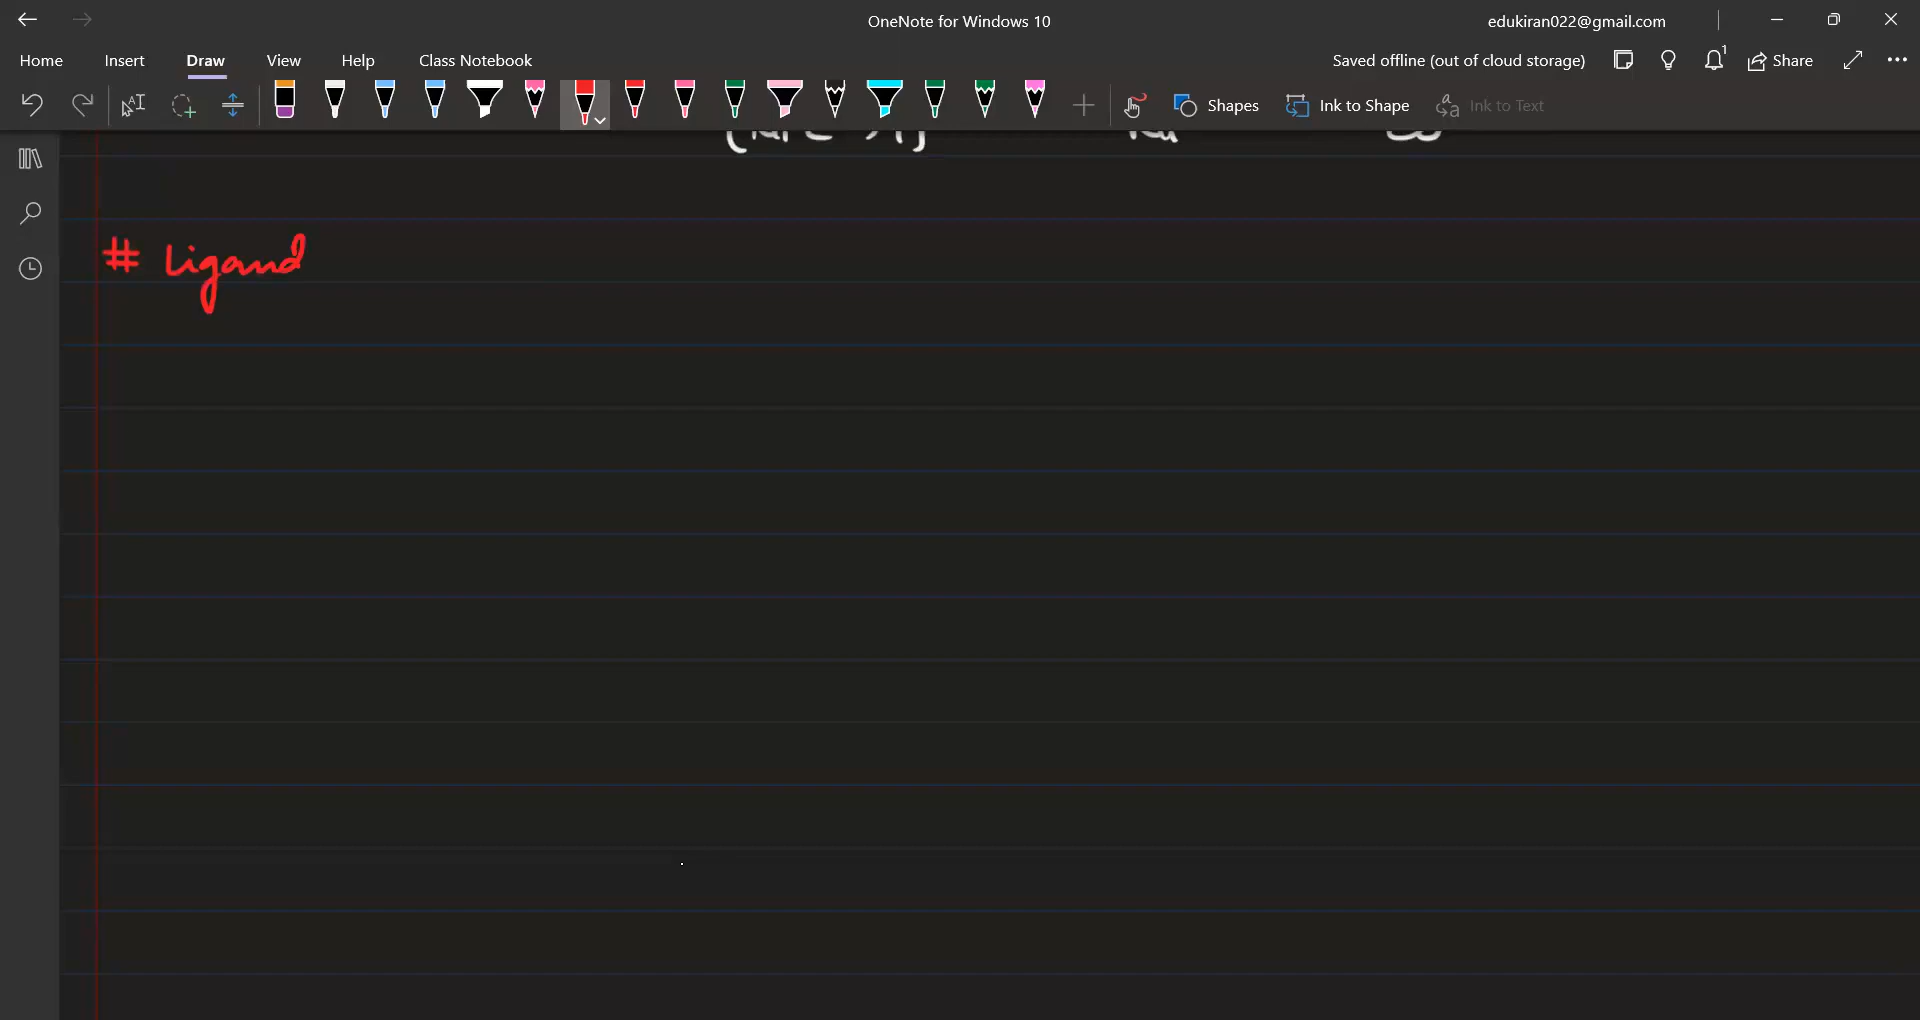 OneNote for Windows 10
edukiran022@gmail.com
Home Insert Draw View Help Class Notebook
Saved offline (out of cloud storage) 1 Share
Shapes Ink to Shape Ink to Text
# Ligand